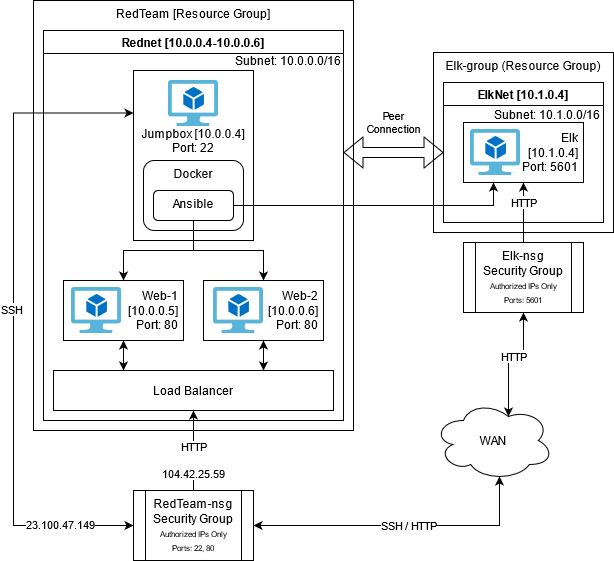 RedTeam [Resource Group]
Rednet [10.0.0.4-10.0.0.6]
Subnet: 10.0.0.0/16
Jumpbox [10.0.0.4]
Port: 22
Docker
Ansible
Web-1
[10.0.0.5]
Port: 80
Web-2
[10.0.0.6]
Port: 80
Load Balancer
Peer
Connection
Elk-group (Resource Group)
ElkNet [10.1.0.4]
Subnet: 10.1.0.0/16
Elk
[10.1.0.4]
Port: 5601
HTTP
Elk-nsg
Security Group
Authorized IPs Only
Ports: 5601
SSH
HTTP
HTTP
WAN
104.42.25.59
RedTeam-nsg
Security Group
Authorized IPs Only
Ports: 22, 80
23.100.47.149
SSH / HTTP